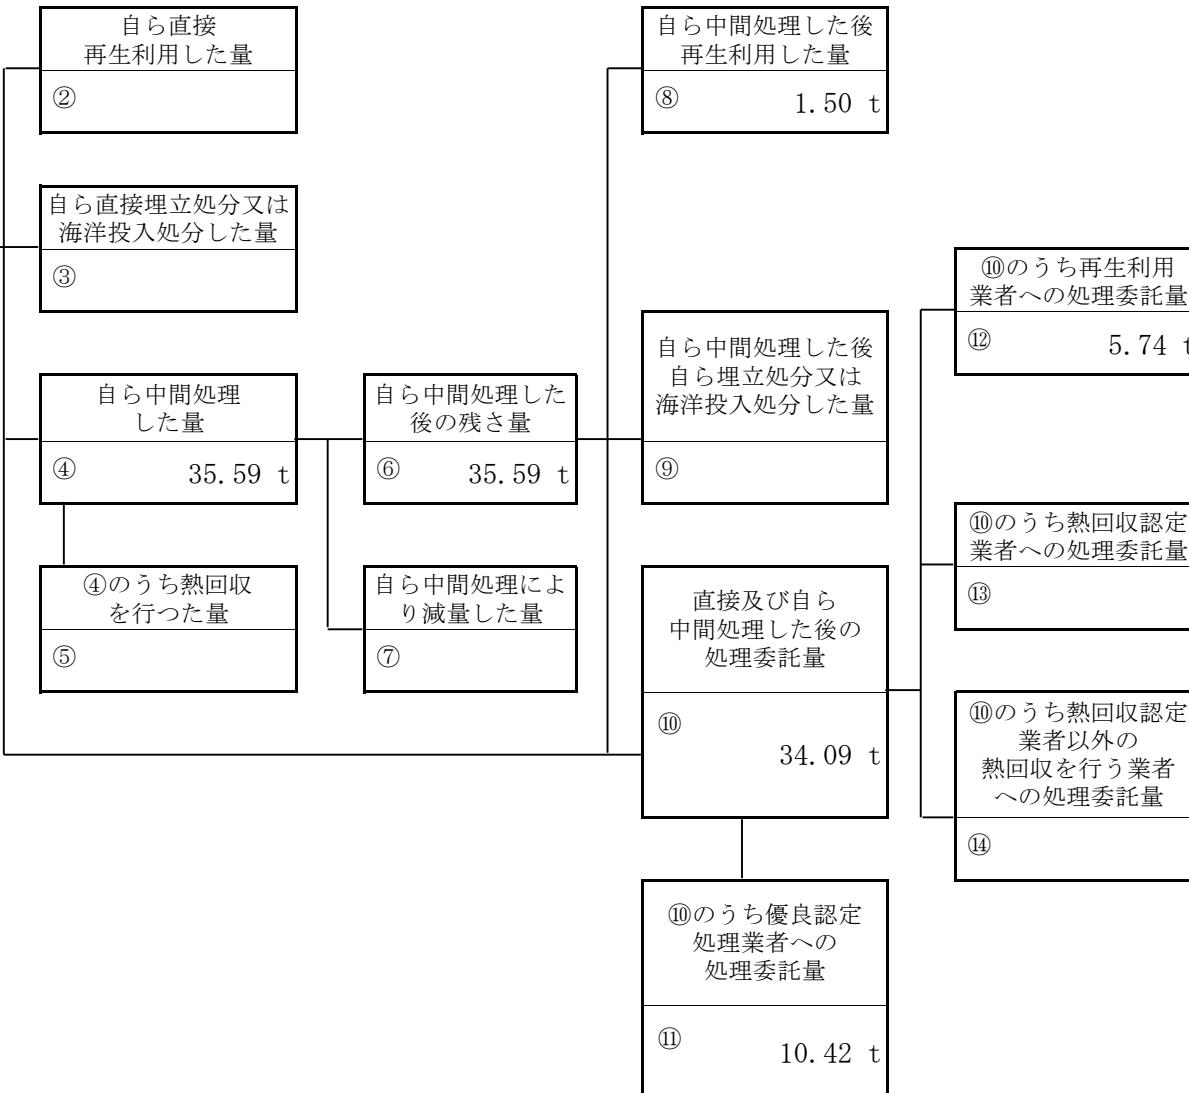 自ら直接
再生利用した量
②
自ら直接埋立処分又は
海洋投入処分した量
③
自ら中間処理
した量
④ 35.59 t
④のうち熱回収
を行つた量
⑤
自ら中間処理した
後の残さ量
⑥ 35.59 t
自ら中間処理によ
り減量した量
⑦
自ら中間処理した後
再生利用した量
⑧ 1.50 t
自ら中間処理した後
自ら埋立処分又は
海洋投入処分した量
⑨
直接及び自ら
中間処理した後の
処理委託量
⑩
34.09 t
⑩のうち優良認定
処理業者への
処理委託量
⑪
10.42 t
⑩のうち再生利用
業者への処理委託量
⑫ 5.74 t
⑩のうち熱回収認定
業者への処理委託量
⑬
⑩のうち熱回収認定
業者以外の
熱回収を行う業者
への処理委託量
⑭